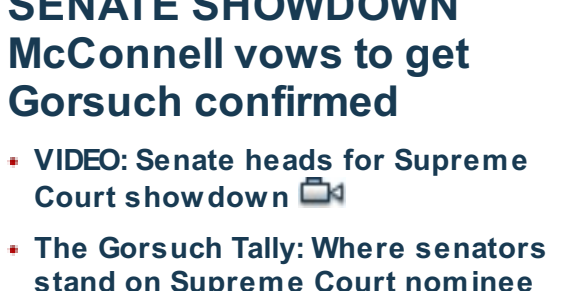 SENATE SHOWDOWN
McConnell vows to get
Gorsuch confirmed
VIDEO: Senate heads for Supreme
Court showdown
The Gorsuch Tally: Where senators
stand on Supreme Court nominee